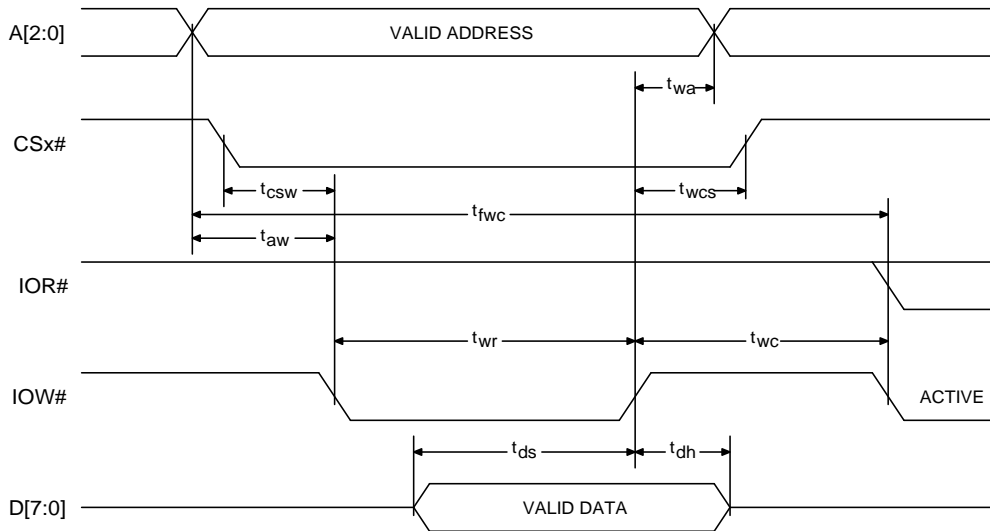 A[2:0]
VALID ADDRESS
twa
CSx#
tcsw
twcs
tfwc
taw
IOR#
twr
twc
IOW#
ACTIVE
tds
tdh
D[7:0]
VALID DATA